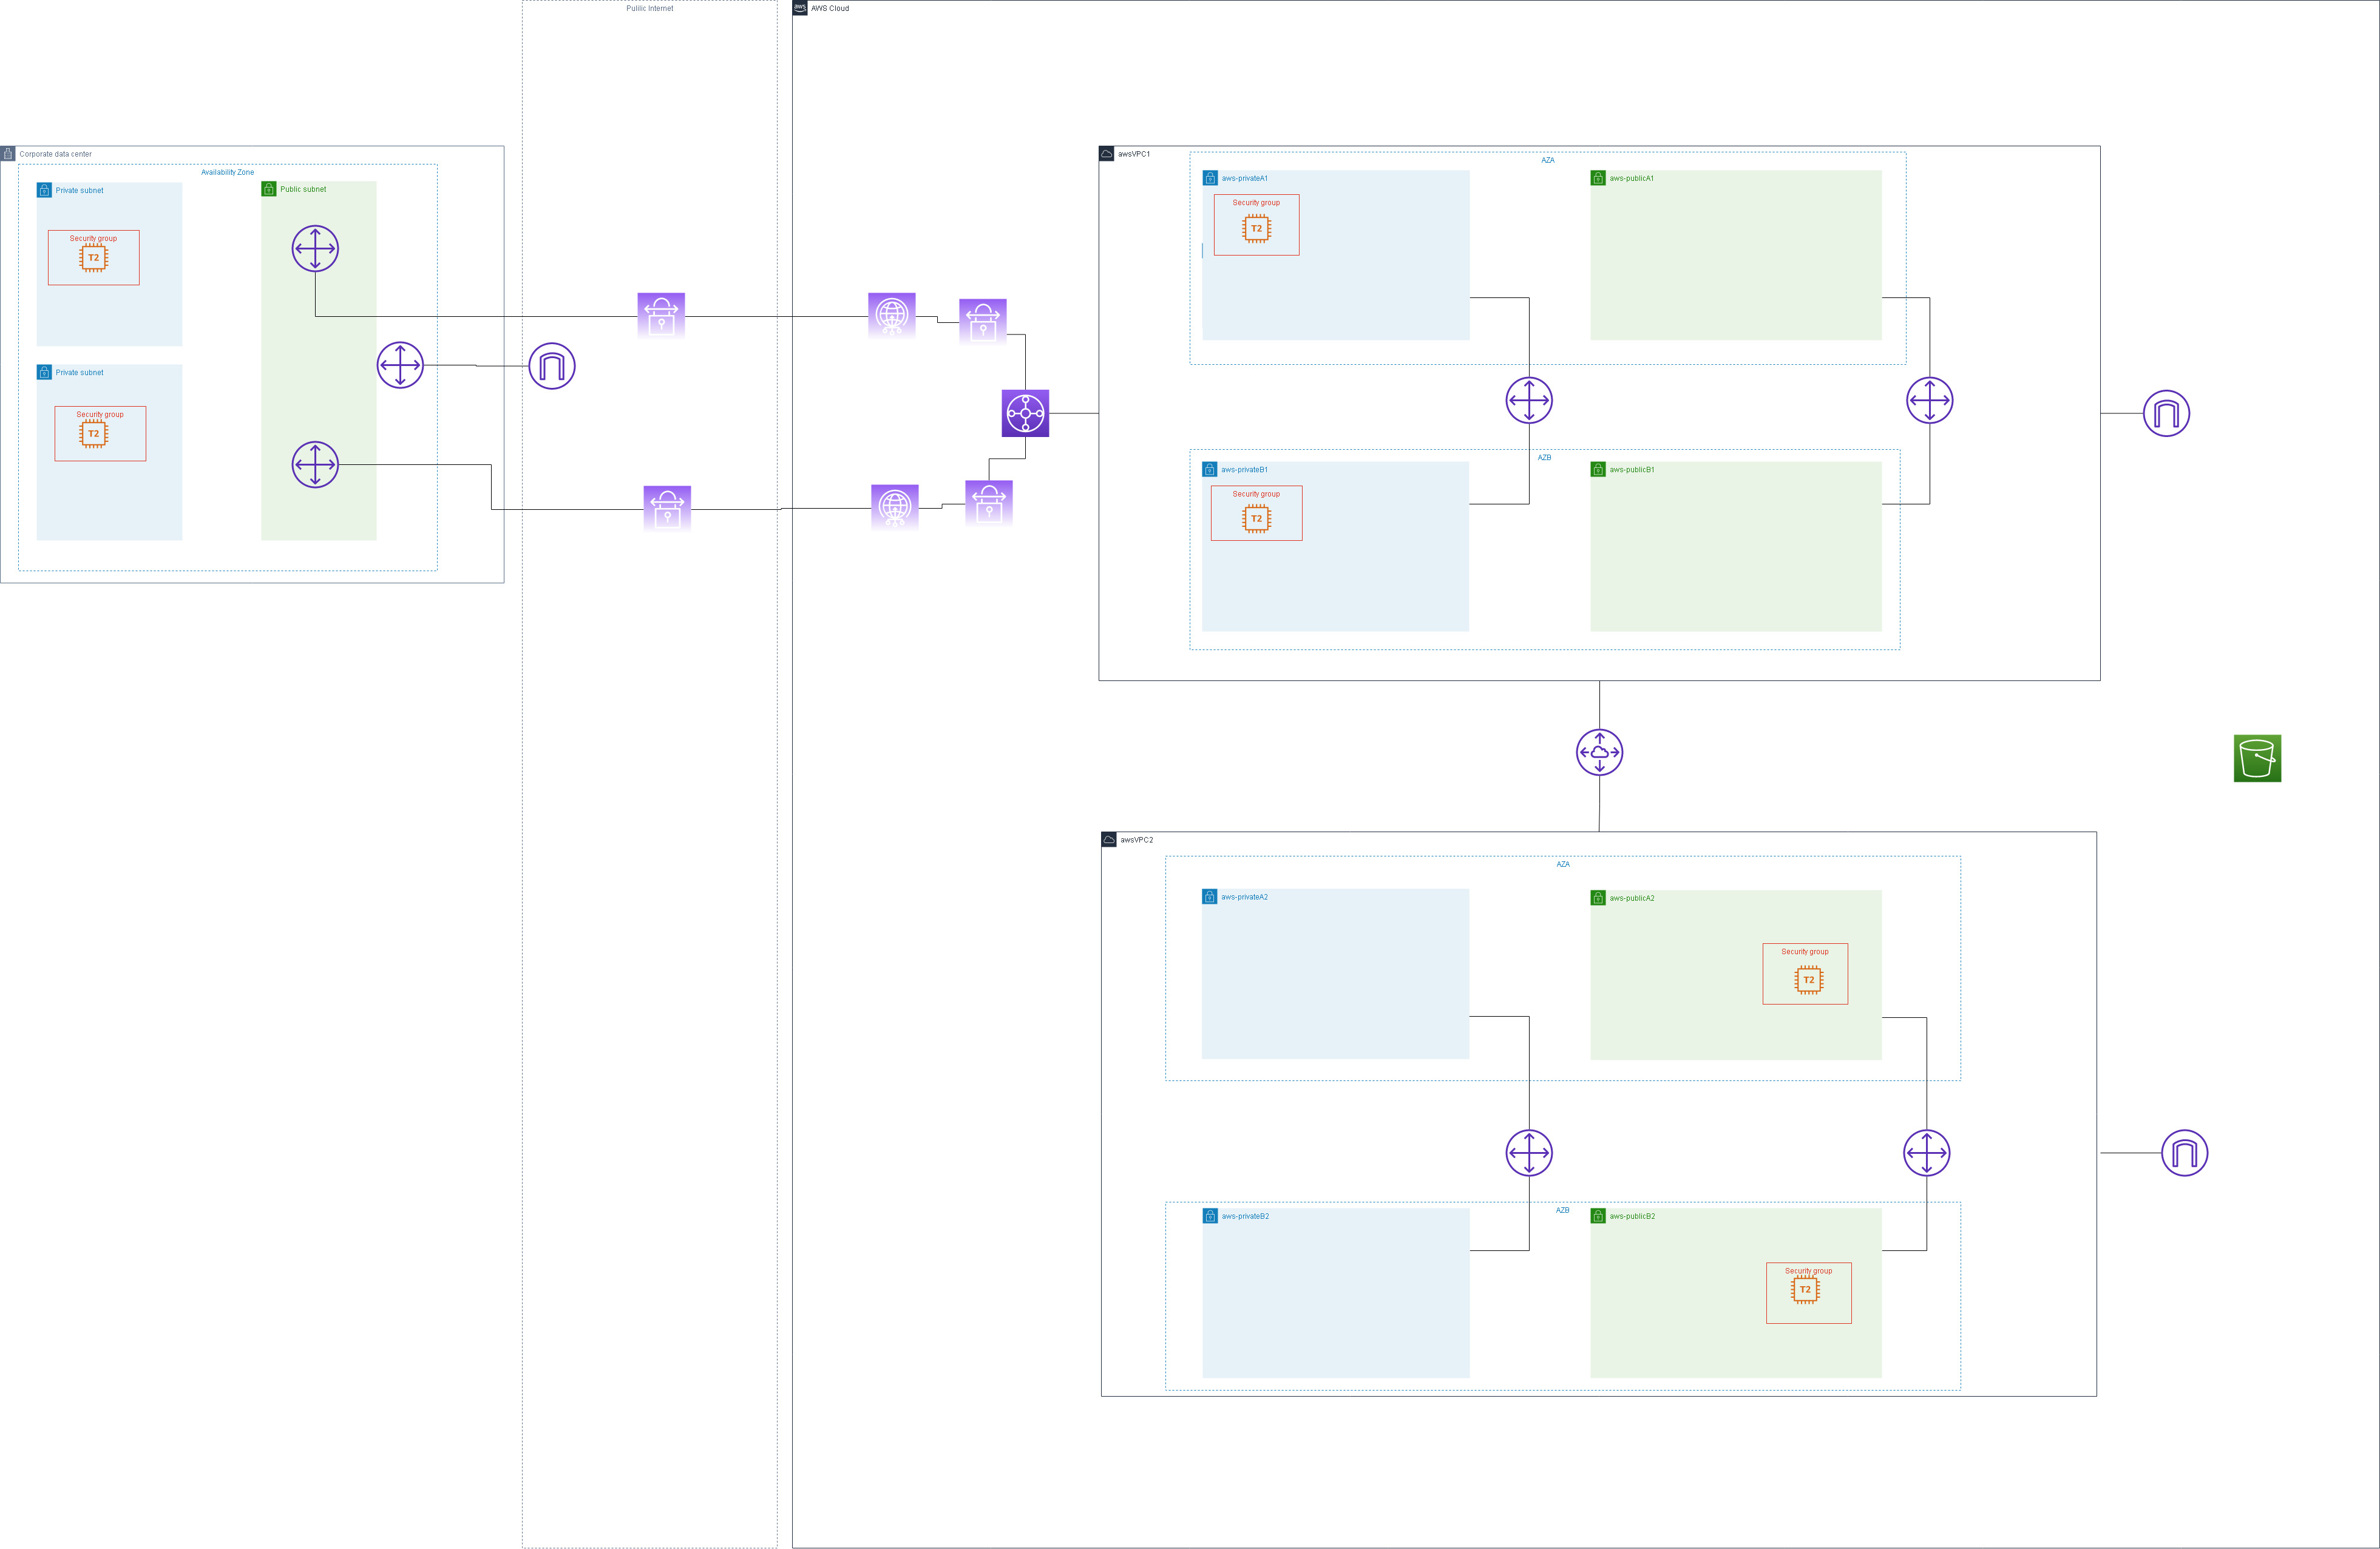 Pulilc Internet
aws
AWS Cloud
Corporate data center
Availability Zone
Private subnet
Security group
T2
Public subnet
Private subnet
Security group
T2
awsVPC1
AZA
aws-privateA1
Security group
T2
aws-publicA1
AZB
aws-privateB1
Security group
T2
aws-publicB1
awsVPC2
AZA
aws-privateA2
aws-publicA2
Security group
T2
AZB
aws-privateB2
aws-publicB2
Security group
T2